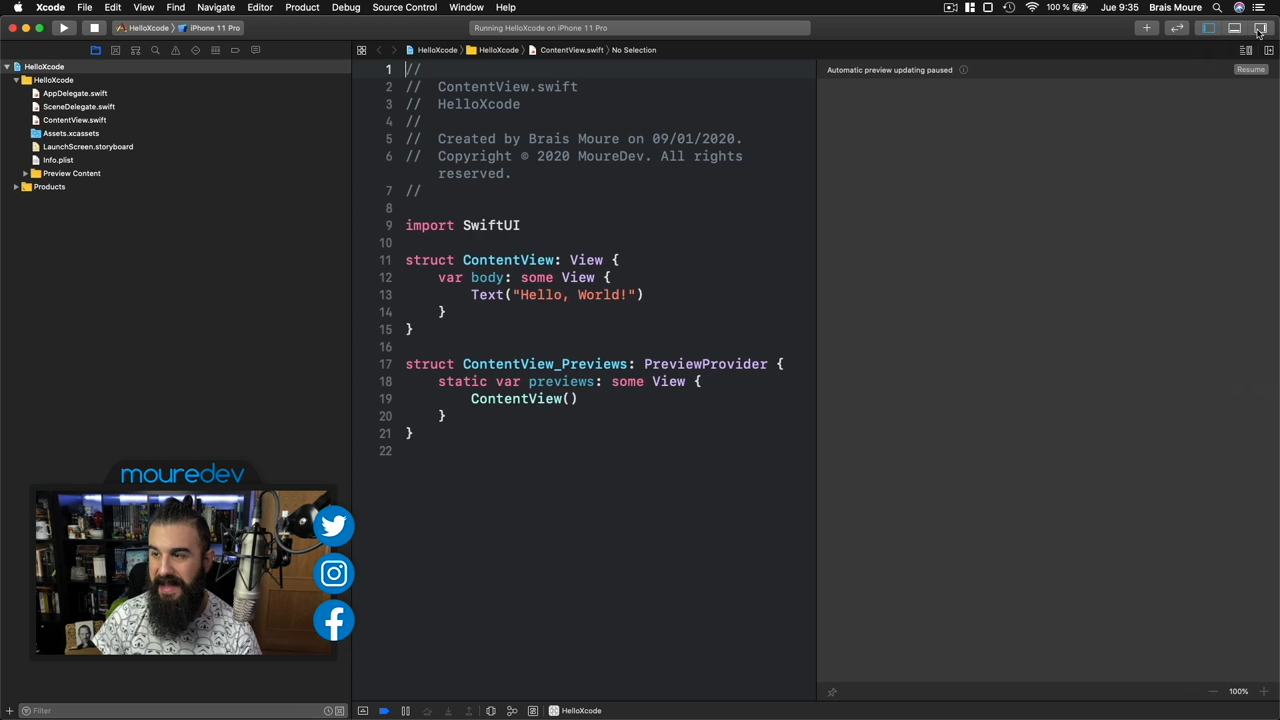 Xcode File Edit View Find Navigate Editor Product Debug Source Control Window Help 100 % Jue 9:35 Brais Moure
HelloXcode iPhone 11 Pro Running HelloXcode on iPhone 11 Pro
HelloXcode HelloXcode ContentView.swift No Selection
HelloXcode
HelloXcode
AppDelegate.swift
SceneDelegate.swift
ContentView.swift
Assets.xcassets
LaunchScreen.storyboard
Info.plist
Preview Content
Products
1 //
2 // ContentView.swift
3 // HelloXcode
4 //
5 // Created by Brais Moure on 09/01/2020.
6 // Copyright © 2020 MoureDev. All rights
reserved.
7 //
8
9 import SwiftUI
10
11 struct ContentView: View {
12 var body: some View {
13 Text("Hello, World!")
14 }
15 }
16
17 struct ContentView_Previews: PreviewProvider {
18 static var previews: some View {
19 ContentView()
20 }
21 }
22
Automatic preview updating paused Resume
mouredev
100%
Filter
HelloXcode